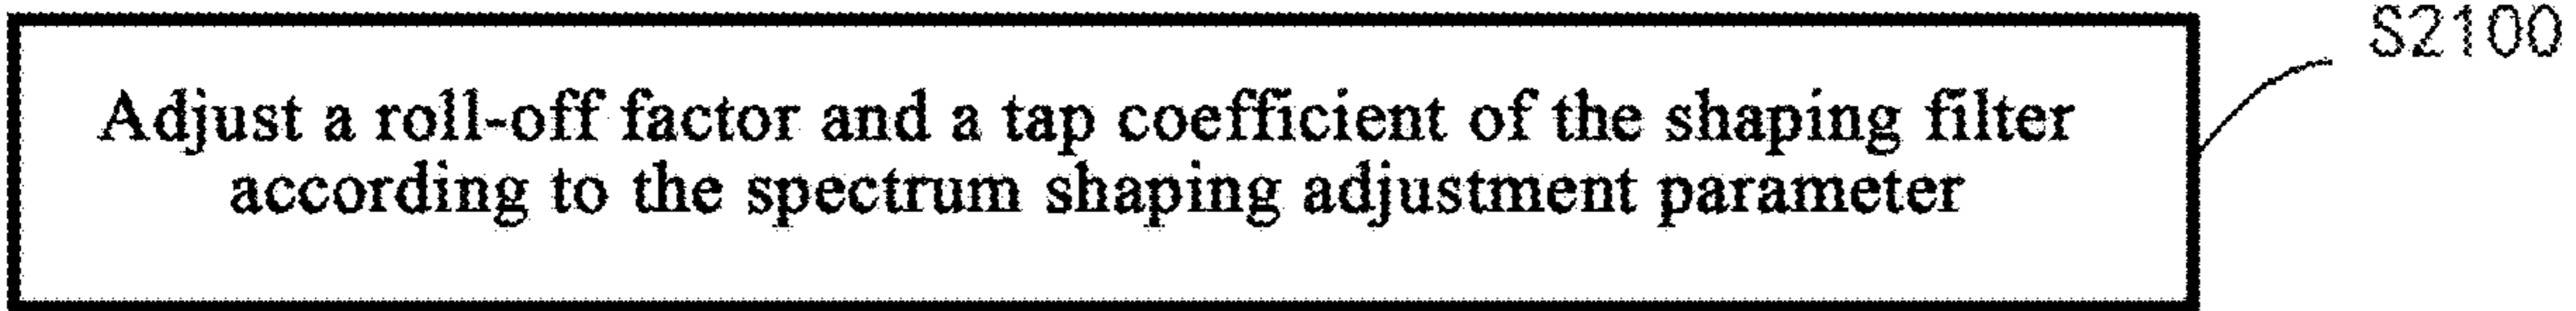 S2100
Adjust a roll-off factor and a tap coefficient of the shaping filter
according to the spectrum shaping adjustment parameter